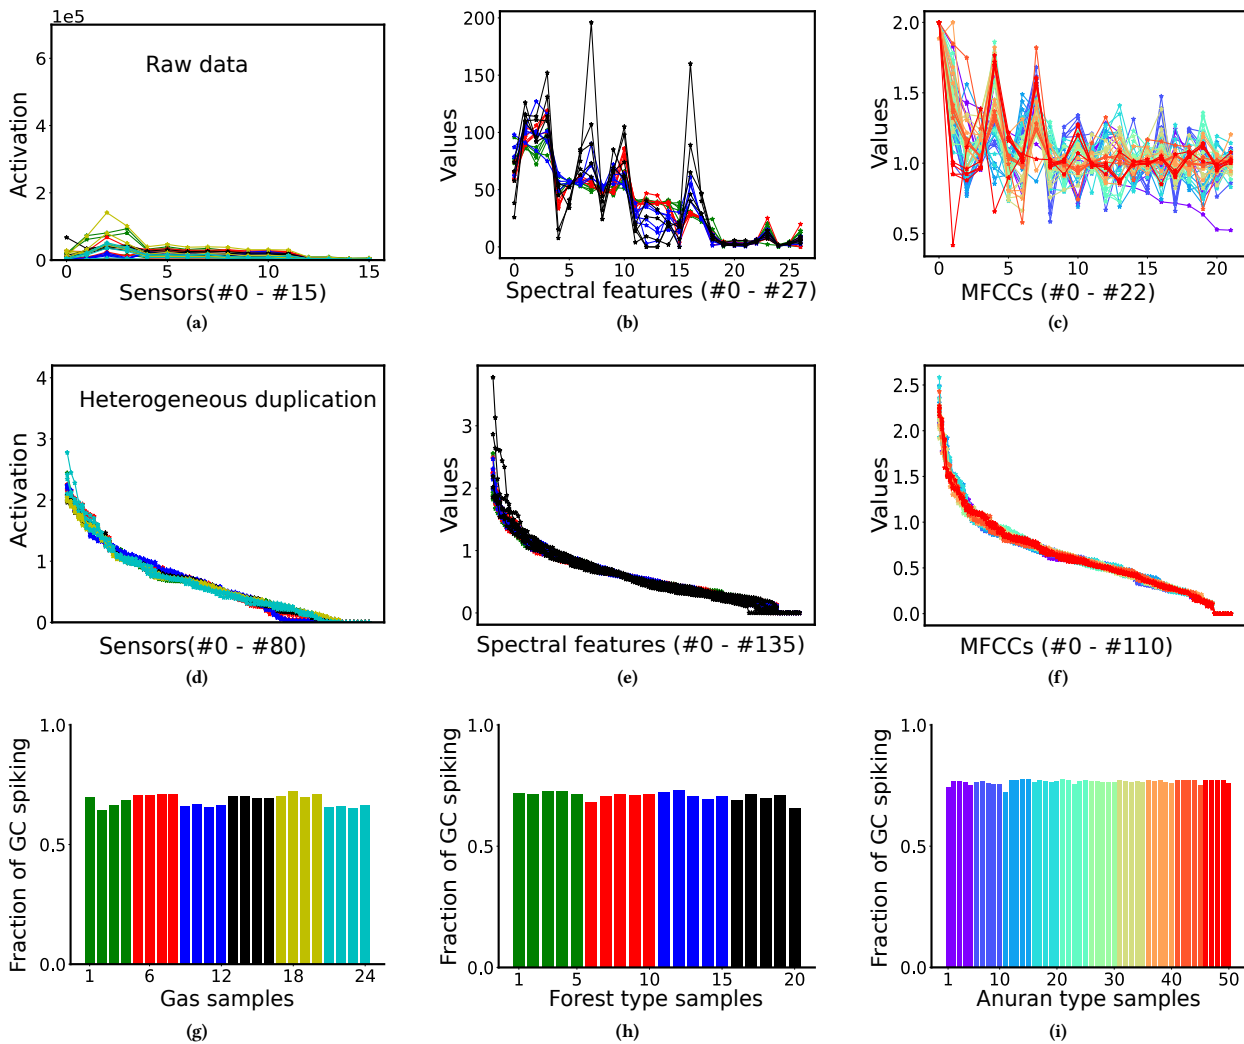 1e5
6
4
2
0
Activation
Raw data
0 5 10 15
Sensors(#0 - #15)
(a)
200
150
100
50
0
Values
0 5 10 15 20 25
Spectral features (#0 - #27)
(b)
2.0
1.5
1.0
0.5
Values
0 5 10 15 20
MFCCs (#0 - #22)
(c)
4
3
2
1
0
Activation
Heterogeneous duplication
Sensors(#0 - #80)
(d)
3
2
1
0
Values
Spectral features (#0 - #135)
(e)
2.5
2.0
1.5
1.0
0.5
0.0
Values
MFCCs (#0 - #110)
(f)
1.0
0.5
0.0
Fraction of GC spiking
1 6 12 18 24
Gas samples
(g)
1.0
0.5
0.0
Fraction of GC spiking
1 5 10 15 20
Forest type samples
(h)
1.0
0.5
0.0
Fraction of GC spiking
1 10 20 30 40 50
Anuran type samples
(i)